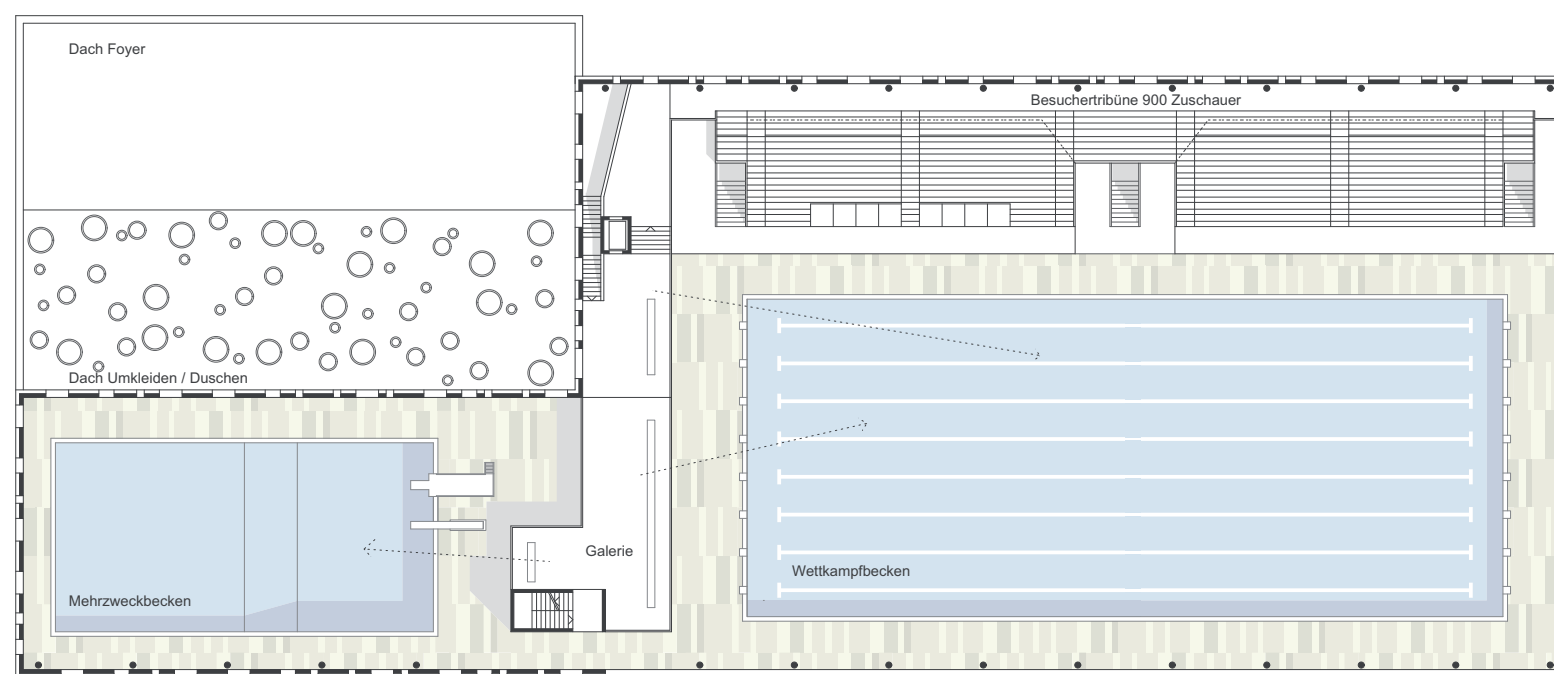 Dach Foyer
Besuchertribüne 900 Zuschauer
Dach Umkleiden / Duschen
Galerie
Wettkampfbecken
Mehrzweckbecken